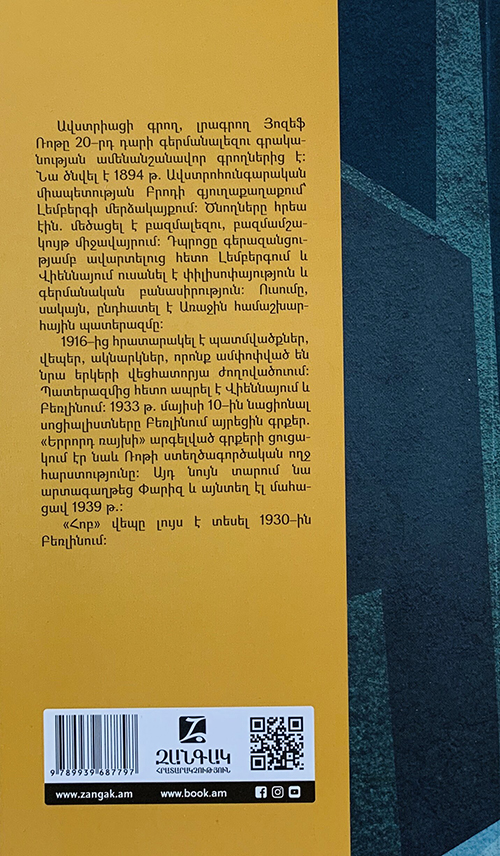 Ավստրիացի գրող, լրագրող Յոզեֆ
Ռոթը 20–րդ դարի գերմանալեզու գրակա-
նության ամենանշանավոր գրողներից է:
Նա ծնվել է 1894 թ. Ավստրոհունգարական
միապետության Բրոդի գյուղաքաղաքում՝
Լեմբերգի մերձակայքում: Ծնողները հրեա
էին. մեծացել է բազմալեզու, բազմամշա-
կույթ միջավայրում: Դպրոցը գերազանցու-
թյամբ ավարտելուց հետո Լեմբերգում և
Վիեննայում ուսանել է փիլիսոփայություն և
գերմանական բանասիրություն: Ուսումը,
սակայն, ընդհատել է Առաջին համաշխար-
հային պատերազմը:
1916–ից հրատարակել է պատմվածքներ,
վեպեր, ակնարկներ, որոնք ամփոփված են
նրա երկերի վեցհատորյա ժողովածուում:
Պատերազմից հետո ապրել է Վիեննայում և
Բեռլինում: 1933 թ. մայիսի 10–ին նացիոնալ
սոցիալիստները Բեռլինում այրեցին գրքեր.
«Երրորդ ռայխի» արգելված գրքերի ցուցա-
կում էր նաև Ռոթի ստեղծագործական ողջ
հարստությունը: Այդ նույն տարում նա
արտագաղթեց Փարիզ և այնտեղ էլ մահա-
ցավ 1939 թ.:
«Հոբ» վեպը լույս է տեսել 1930–ին
Բեռլինում:
ԶԱՆԳԱԿ
ՀՐԱՏԱՐԱԿՉՈՒԹՅՈՒՆ
9 789939 687797
www.zangak.am www.book.am